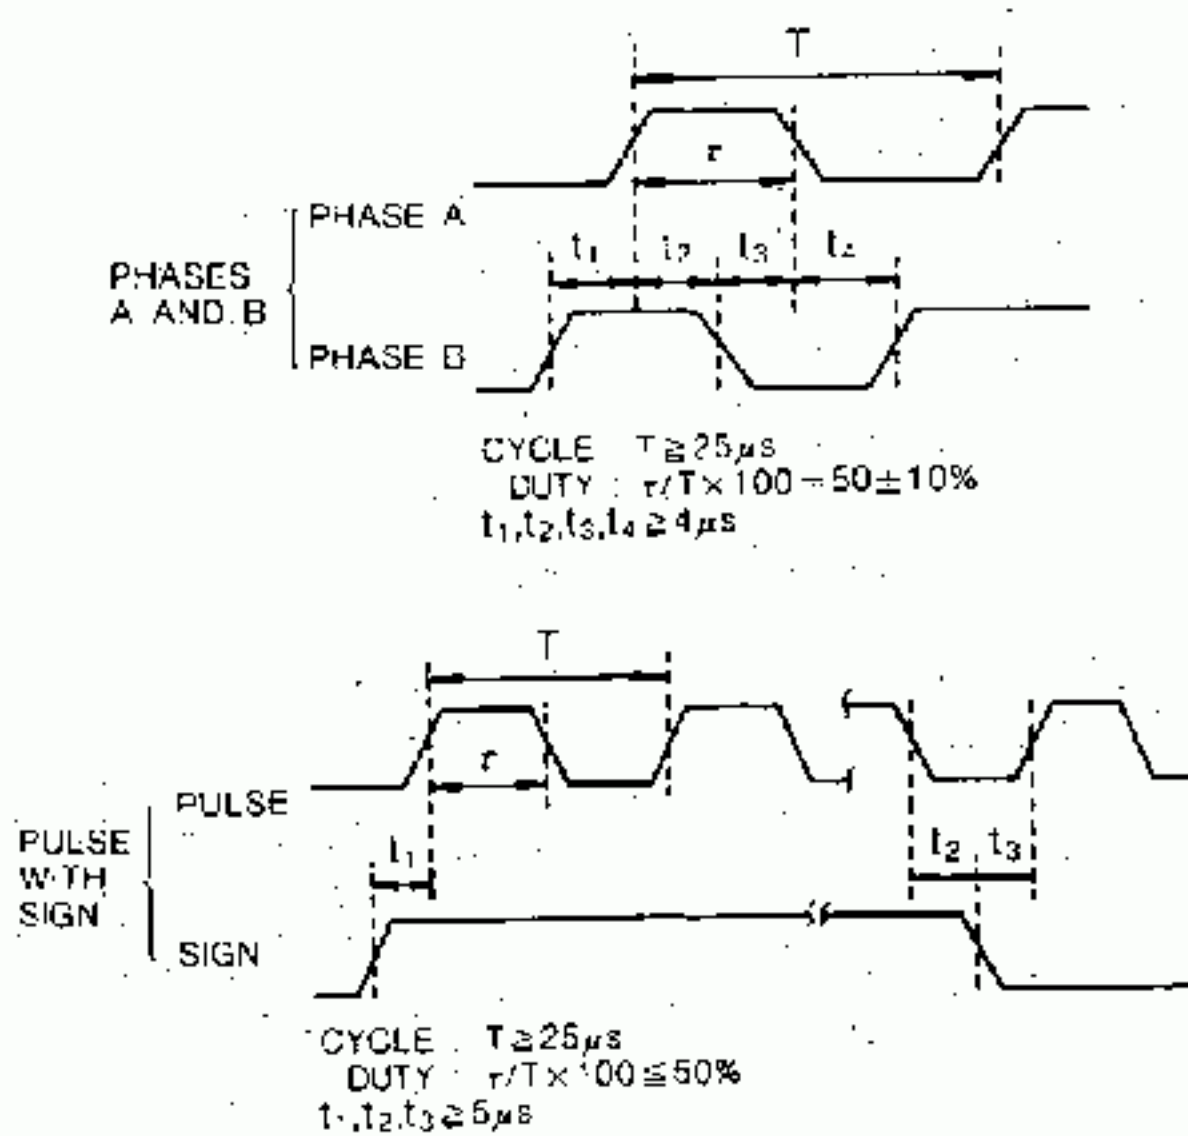 T
τ
PHASE A
t₁ t₂ t₃ t₄
PHASES
A AND B
PHASE B
CYCLE T ≧ 25μs
DUTY : τ/T × 100 = 50 ± 10%
t₁, t₂, t₃, t₄ ≧ 4μs
T
τ
PULSE
t₁
t₂ t₃
PULSE
WITH
SIGN
SIGN
CYCLE : T ≧ 25μs
DUTY : τ/T × 100 ≦ 50%
t₁, t₂, t₃ ≧ 5μs